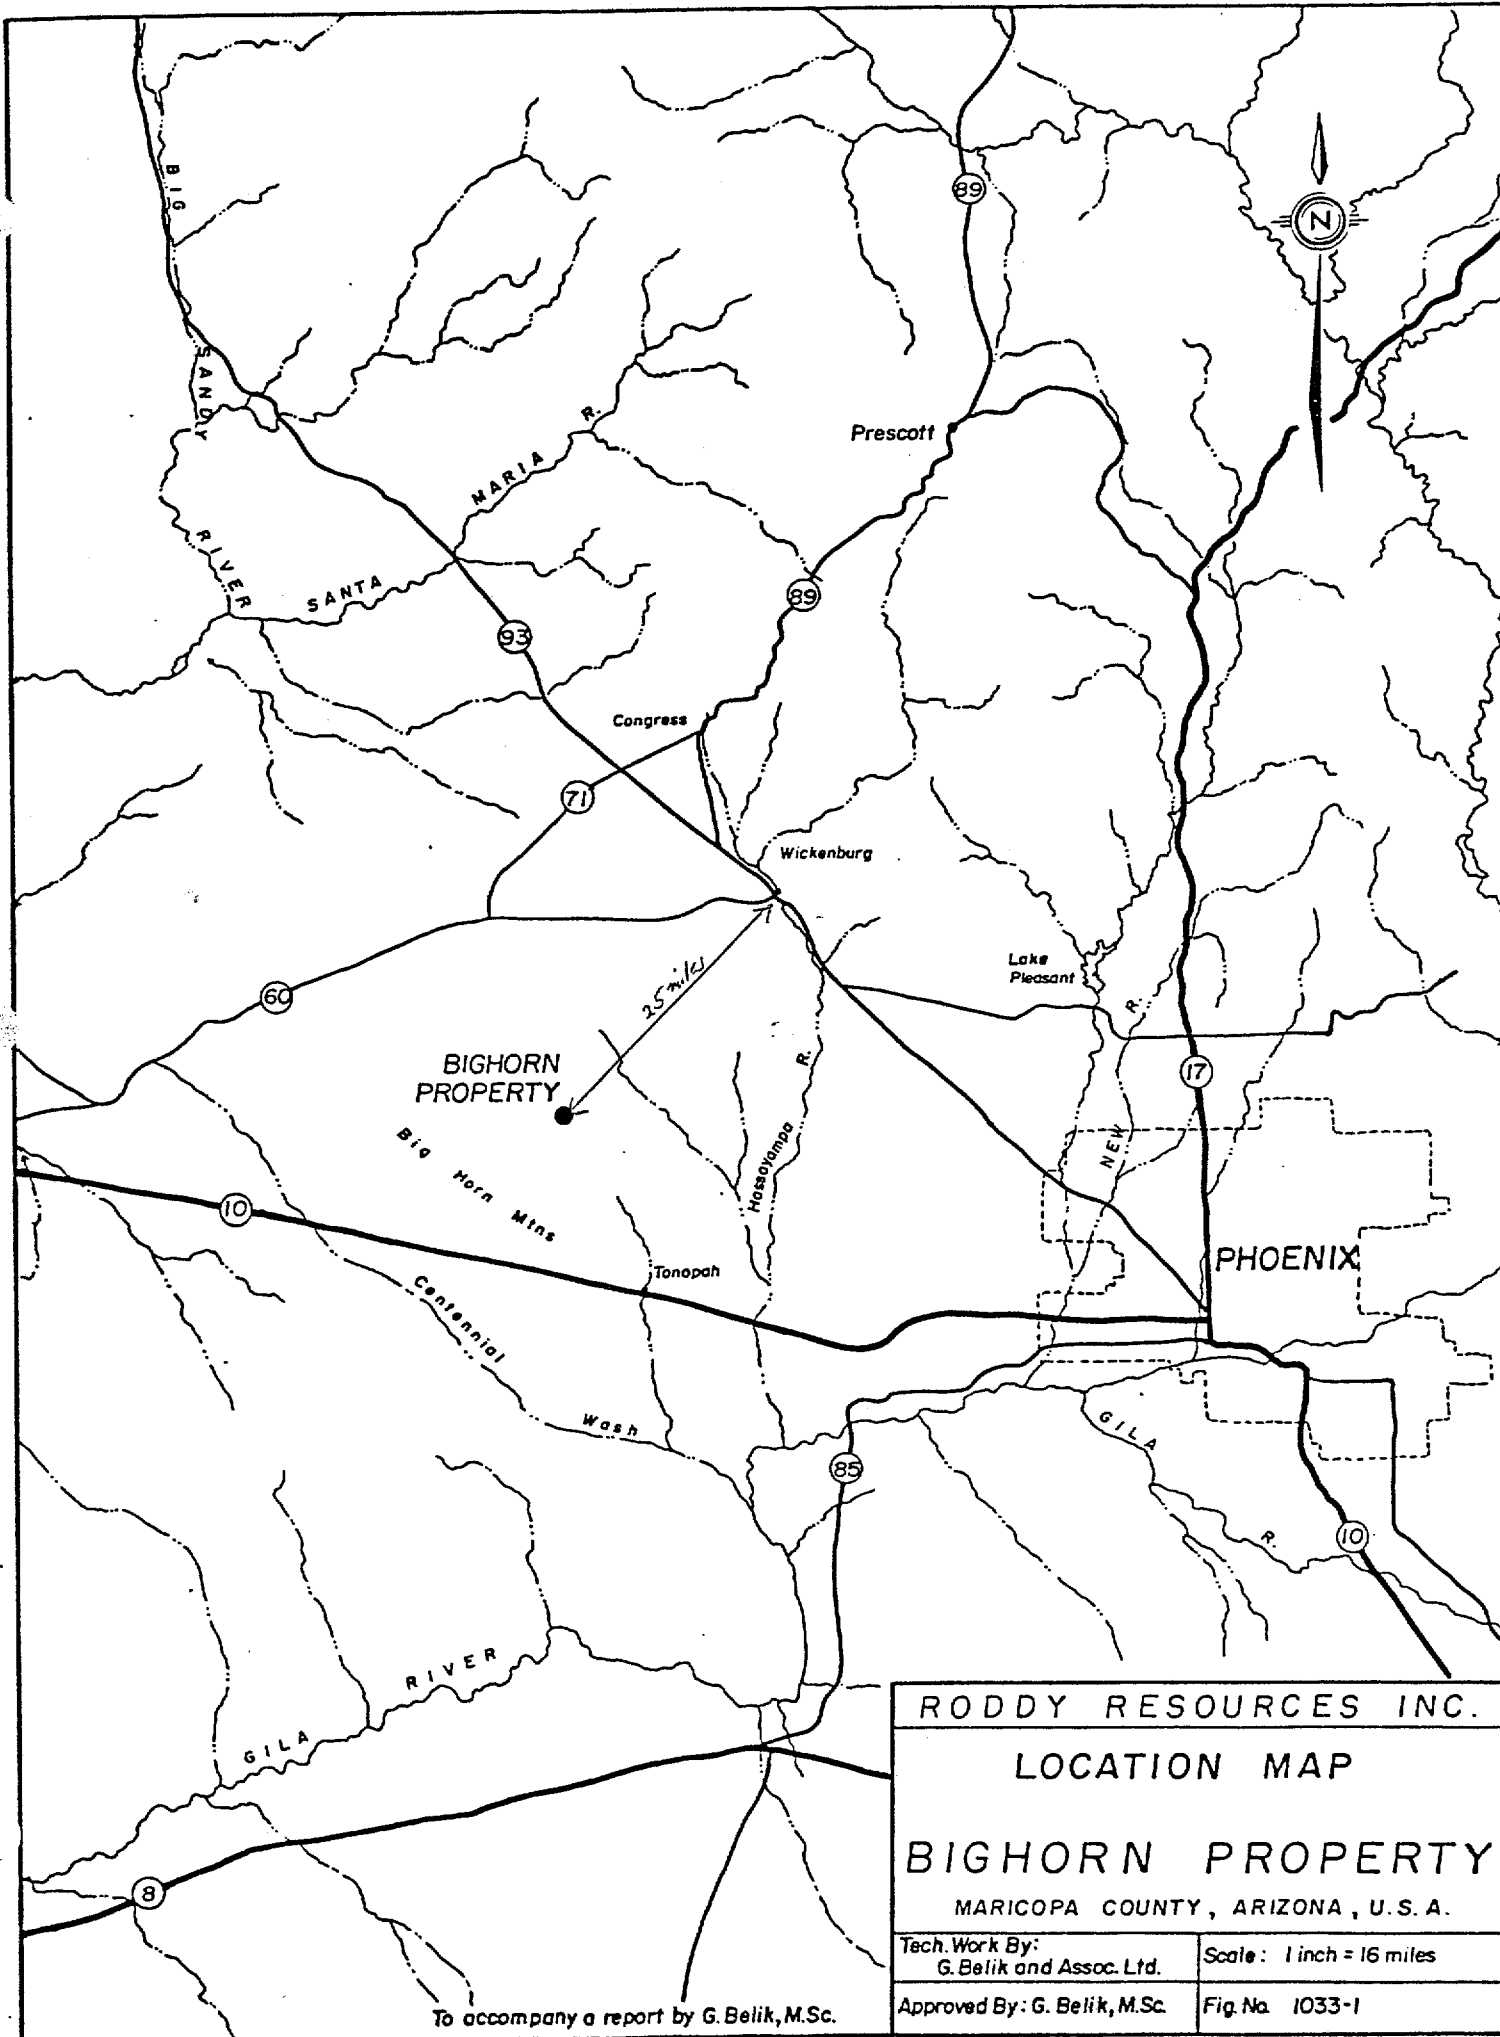 BIG
89
N
SANDY
Prescott
MARIA R.
RIVER
SANTA
89
93
Congress
71
Wickenburg
Lake
Pleasant
25 miles
60
R.
R.
BIGHORN
PROPERTY
17
Big Horn Mtns
NEW
Hassayampa
10
PHOENIX
Tonopah
Centennial
Wash
GILA
85
R.
10
RIVER
GILA
8
RODDY RESOURCES INC.
LOCATION MAP
BIGHORN PROPERTY
MARICOPA COUNTY, ARIZONA, U.S.A.
Tech. Work By:
G. Belik and Assoc. Ltd.
Scale: 1 inch = 16 miles
Approved By: G. Belik, M.Sc.
Fig. No. 1033-1
To accompany a report by G. Belik, M.Sc.